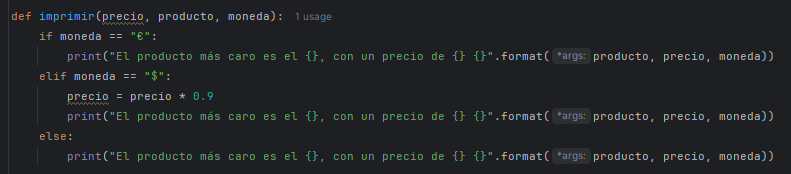 def imprimir(precio, producto, moneda): 1 usage
    if moneda == "€":
        print("El producto más caro es el {}, con un precio de {} {}".format( *args: producto, precio, moneda))
    elif moneda == "$":
        precio = precio * 0.9
        print("El producto más caro es el {}, con un precio de {} {}".format( *args: producto, precio, moneda))
    else:
        print("El producto más caro es el {}, con un precio de {} {}".format( *args: producto, precio, moneda))